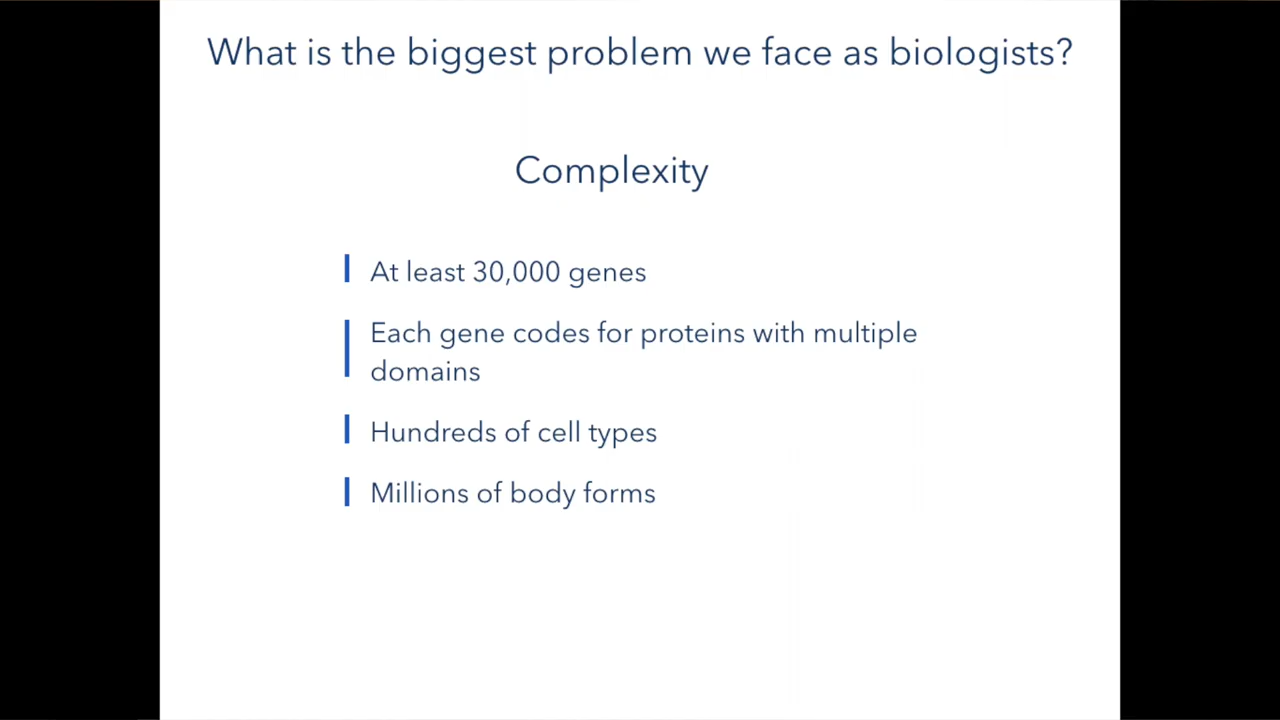 What is the biggest problem we face as biologists?
Complexity
At least 30,000 genes
Each gene codes for proteins with multiple
domains
Hundreds of cell types
Millions of body forms